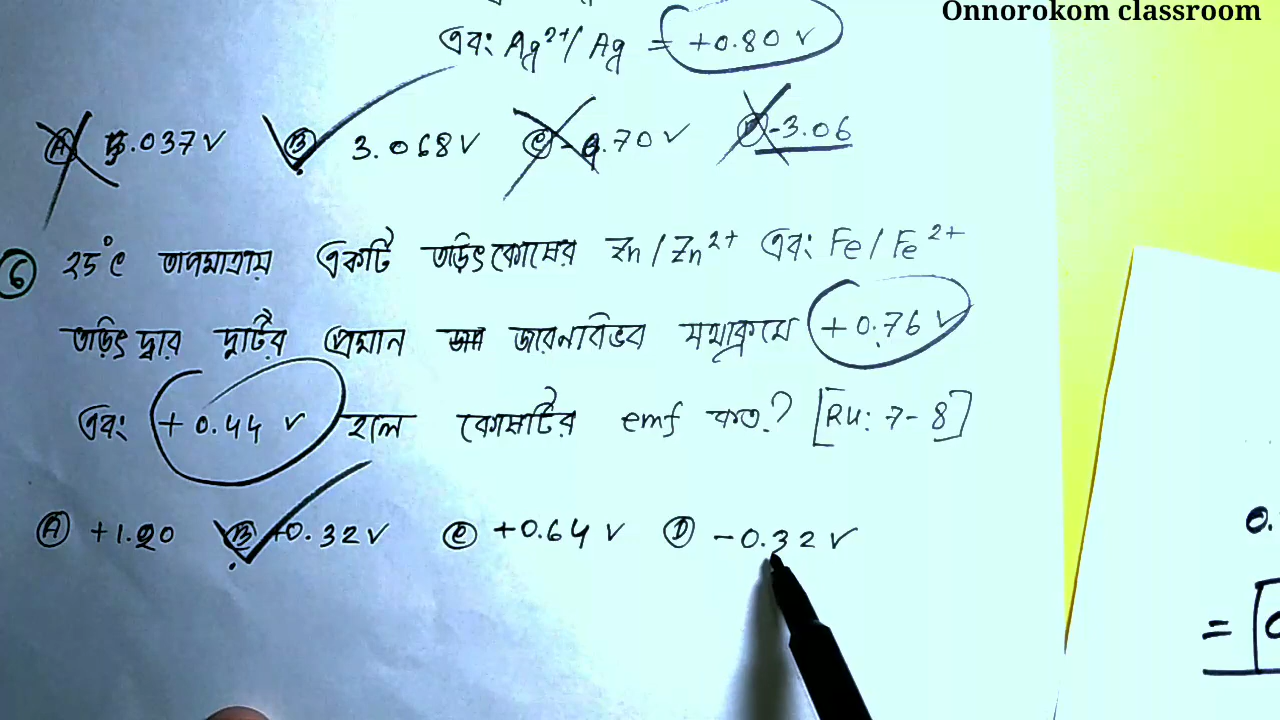 Onnorokom classroom
এবং Ag²⁺/Ag = +0.80 V
Ⓐ 3.037 V Ⓑ 3.068 V Ⓒ -0.70 V Ⓓ -3.06
⑥ 25°C তাপমাত্রায় একটি তড়িৎকোষের Zn/Zn²⁺ এবং Fe/Fe²⁺
তড়িৎদ্বার দুটির প্রমান জারনবিভব যথাক্রমে +0.76 V
এবং +0.44 V হলে কোষটির emf কত? [RU: 7-8]
Ⓐ +1.20 Ⓑ +0.32 V Ⓒ +0.64 V Ⓓ -0.32 V
0.
=